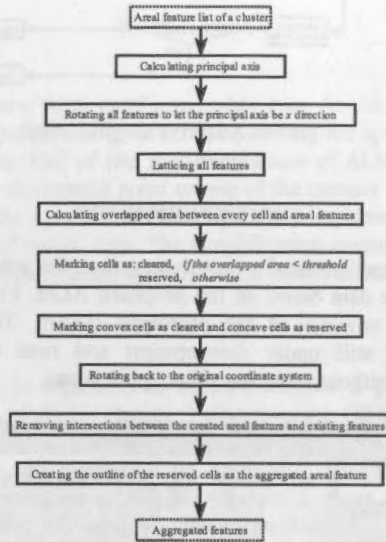 Areal feature list of a cluster
Calculating principal axis
Rotating all features to let the principal axis be x direction
Latticing all features
Calculating overlapped area between every cell and areal features
Marking cells as: cleared, if the overlapped area < threshold
reserved, otherwise
Marking convex cells as cleared and concave cells as reserved
Rotating back to the original coordinate system
Removing intersections between the created areal feature and existing features
Creating the outline of the reserved cells as the aggregated areal feature
Aggregated features